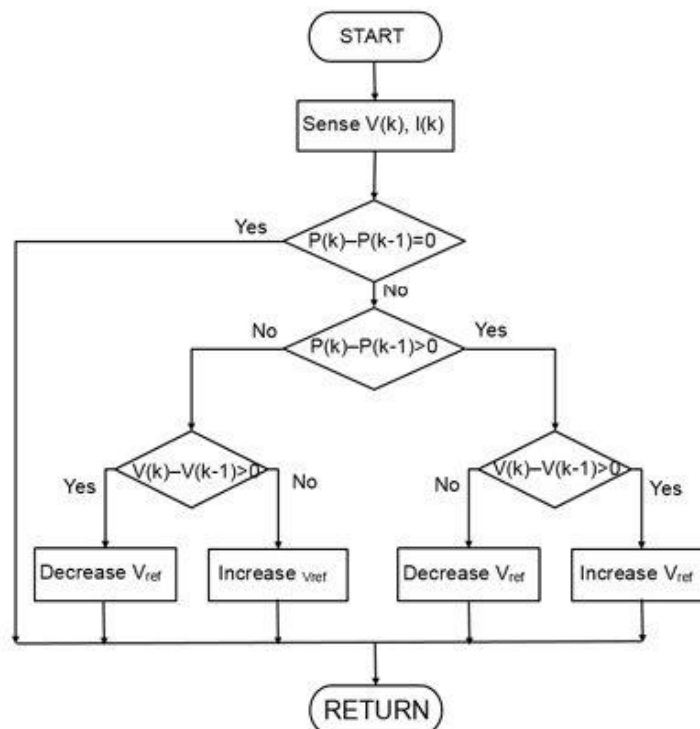 START
Sense V(k), I(k)
Yes
P(k)–P(k-1)=0
No
No
P(k)–P(k-1)>0
Yes
V(k)–V(k-1)>0
V(k)–V(k-1)>0
Yes
No
No
Yes
Decrease Vref
Increase Vref
Decrease Vref
Increase Vref
RETURN